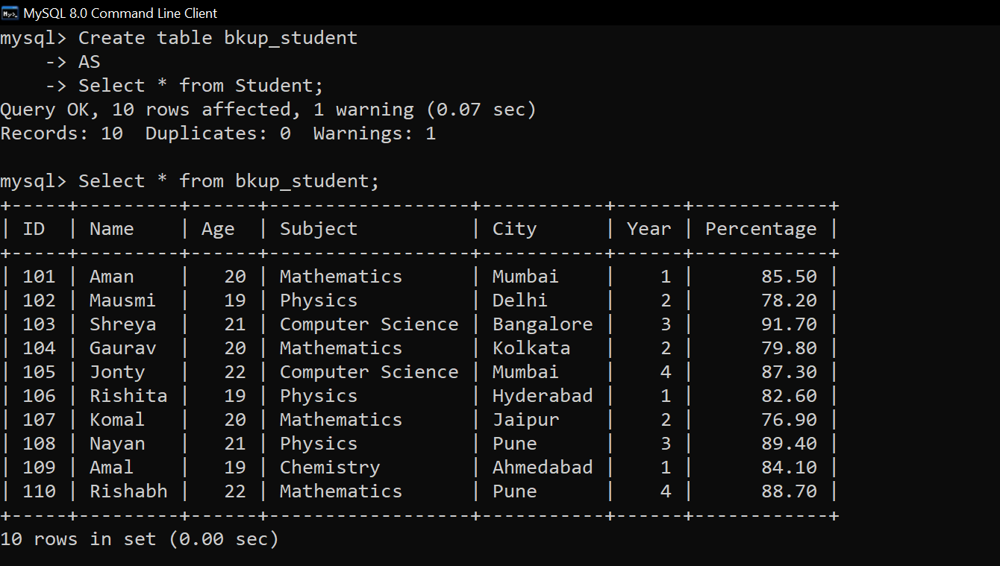 MySQL 8.0 Command Line Client
mysql> Create table bkup_student
    -> AS
    -> Select * from Student;
Query OK, 10 rows affected, 1 warning (0.07 sec)
Records: 10  Duplicates: 0  Warnings: 1

mysql> Select * from bkup_student;
+-----+---------+------+------------------+-----------+------+------------+
| ID  | Name    | Age  | Subject          | City      | Year | Percentage |
+-----+---------+------+------------------+-----------+------+------------+
| 101 | Aman    |   20 | Mathematics      | Mumbai    |    1 |      85.50 |
| 102 | Mausmi  |   19 | Physics          | Delhi     |    2 |      78.20 |
| 103 | Shreya  |   21 | Computer Science | Bangalore |    3 |      91.70 |
| 104 | Gaurav  |   20 | Mathematics      | Kolkata   |    2 |      79.80 |
| 105 | Jonty   |   22 | Computer Science | Mumbai    |    4 |      87.30 |
| 106 | Rishita |   19 | Physics          | Hyderabad |    1 |      82.60 |
| 107 | Komal   |   20 | Mathematics      | Jaipur    |    2 |      76.90 |
| 108 | Nayan   |   21 | Physics          | Pune      |    3 |      89.40 |
| 109 | Amal    |   19 | Chemistry        | Ahmedabad |    1 |      84.10 |
| 110 | Rishabh |   22 | Mathematics      | Pune      |    4 |      88.70 |
+-----+---------+------+------------------+-----------+------+------------+
10 rows in set (0.00 sec)